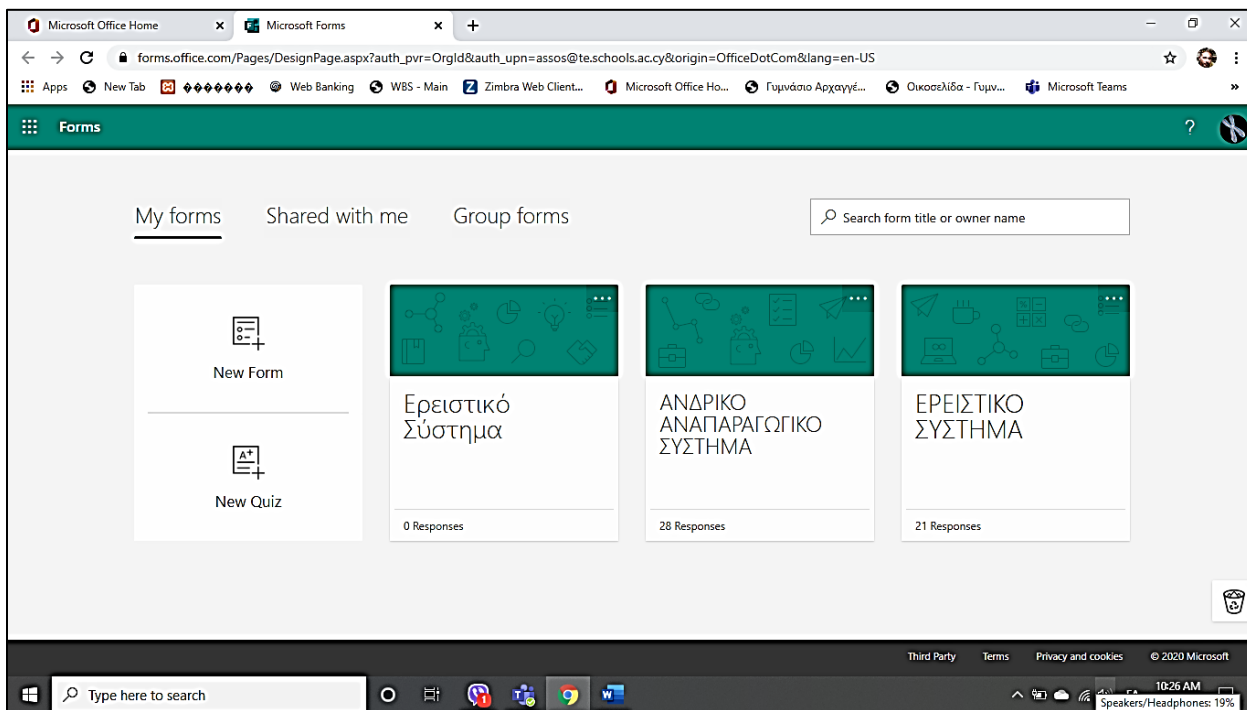 Microsoft Office Home
Microsoft Forms
forms.office.com/Pages/DesignPage.aspx?auth_pvr=OrgId&auth_upn=assos@te.schools.ac.cy&origin=OfficeDotCom&lang=en-US
Apps New Tab ������� Web Banking WBS - Main Zimbra Web Client... Microsoft Office Ho... Γυμνάσιο Αρχαγγέ... Οικοσελίδα - Γυμν... Microsoft Teams »
Forms ?
My forms Shared with me Group forms
Search form title or owner name
New Form
New Quiz
Ερειστικό
Σύστημα
0 Responses
ΑΝΔΡΙΚΟ
ΑΝΑΠΑΡΑΓΩΓΙΚΟ
ΣΥΣΤΗΜΑ
28 Responses
ΕΡΕΙΣΤΙΚΟ
ΣΥΣΤΗΜΑ
21 Responses
Third Party Terms Privacy and cookies © 2020 Microsoft
Type here to search
10:26 AM
Speakers/Headphones: 19%